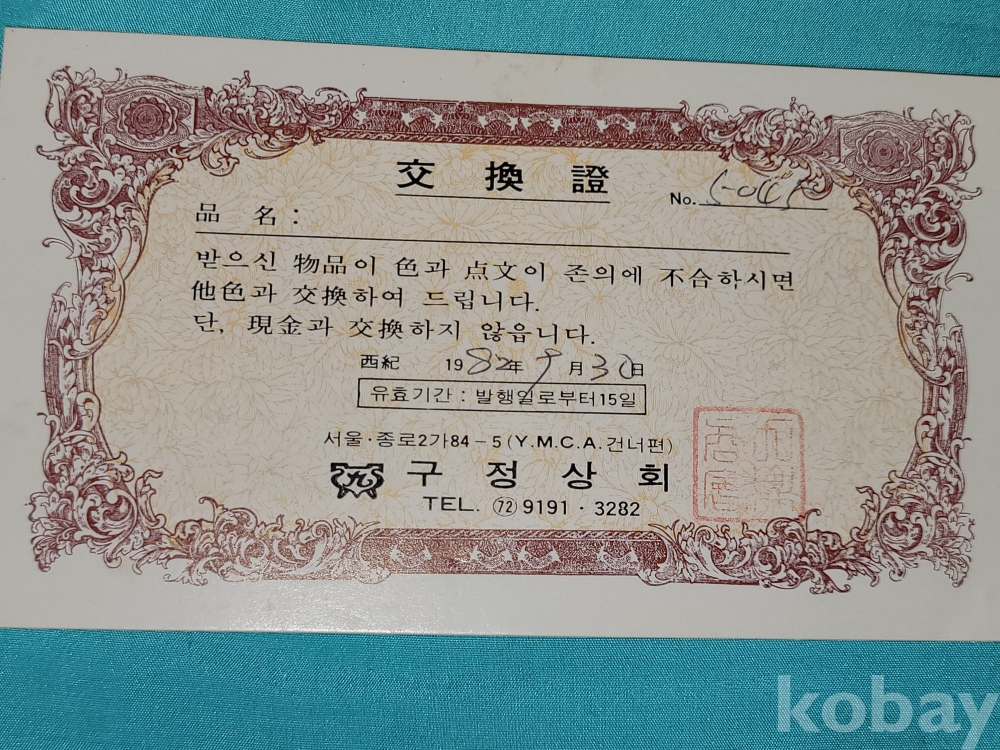 交換證
No.
品名:
받으신 物品이 色과 点文이 존의에 不合하시면
他色과 交換하여 드립니다.
단, 現金과 交換하지 않읍니다.
西紀 1982年 9月 30日
유효기간 : 발행일로부터 15일
서울·종로2가84-5(Y.M.C.A.건너편)
구정상회
TEL. (72) 9191 · 3282
kobay